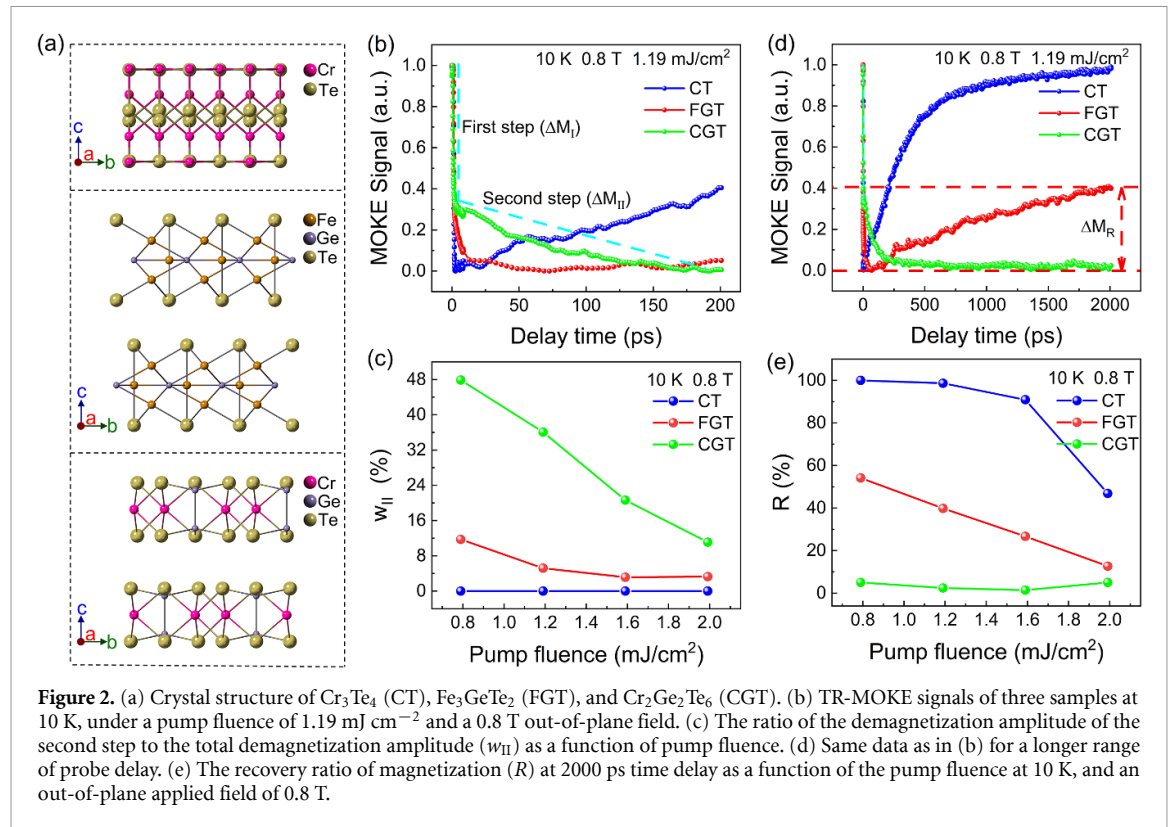 (a)
Cr
Te
c
a
b
Fe
Ge
Te
c
a
b
Cr
Ge
Te
c
a
b
(b)
10 K 0.8 T 1.19 mJ/cm²
CT
FGT
CGT
First step (ΔM_I)
Second step (ΔM_II)
MOKE Signal (a.u.)
1.0
0.8
0.6
0.4
0.2
0.0
0 50 100 150 200
Delay time (ps)
(d)
10 K 0.8 T 1.19 mJ/cm²
CT
FGT
CGT
ΔM_R
MOKE Signal (a.u.)
1.0
0.8
0.6
0.4
0.2
0.0
0 500 1000 1500 2000
Delay time (ps)
(c)
10 K 0.8 T
CT
FGT
CGT
w_II (%)
48
36
24
12
0
0.8 1.0 1.2 1.4 1.6 1.8 2.0
Pump fluence (mJ/cm²)
(e)
10 K 0.8 T
CT
FGT
CGT
R (%)
100
80
60
40
20
0
0.8 1.0 1.2 1.4 1.6 1.8 2.0
Pump fluence (mJ/cm²)
Figure 2. (a) Crystal structure of Cr₃Te₄ (CT), Fe₃GeTe₂ (FGT), and Cr₂Ge₂Te₆ (CGT). (b) TR-MOKE signals of three samples at
10 K, under a pump fluence of 1.19 mJ cm⁻² and a 0.8 T out-of-plane field. (c) The ratio of the demagnetization amplitude of the
second step to the total demagnetization amplitude (w_II) as a function of pump fluence. (d) Same data as in (b) for a longer range
of probe delay. (e) The recovery ratio of magnetization (R) at 2000 ps time delay as a function of the pump fluence at 10 K, and an
out-of-plane applied field of 0.8 T.